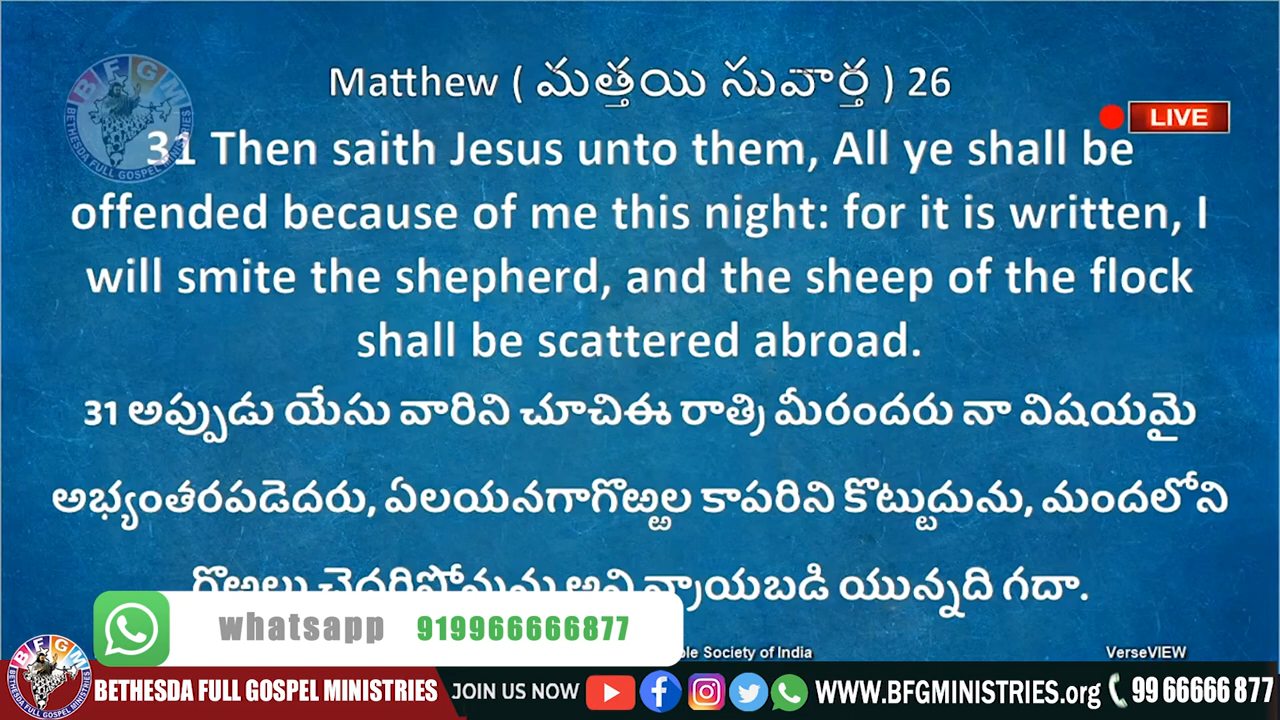 Matthew ( మత్తయి సువార్త ) 26
LIVE
31 Then saith Jesus unto them, All ye shall be
offended because of me this night: for it is written, I
will smite the shepherd, and the sheep of the flock
shall be scattered abroad.
31 అప్పుడు యేసు వారిని చూచిఈ రాత్రి మీరందరు నా విషయమై
అభ్యంతరపడెదరు, ఏలయనగాగొఱ్ఱల కాపరిని కొట్టుదును, మందలోని
యున్నది గదా.
whatsapp 919966666877
Society of India
VerseVIEW
BFGM
BETHESDA FULL GOSPEL MINISTRIES
JOIN US NOW
WWW.BFGMINISTRIES.org
99 66666 877